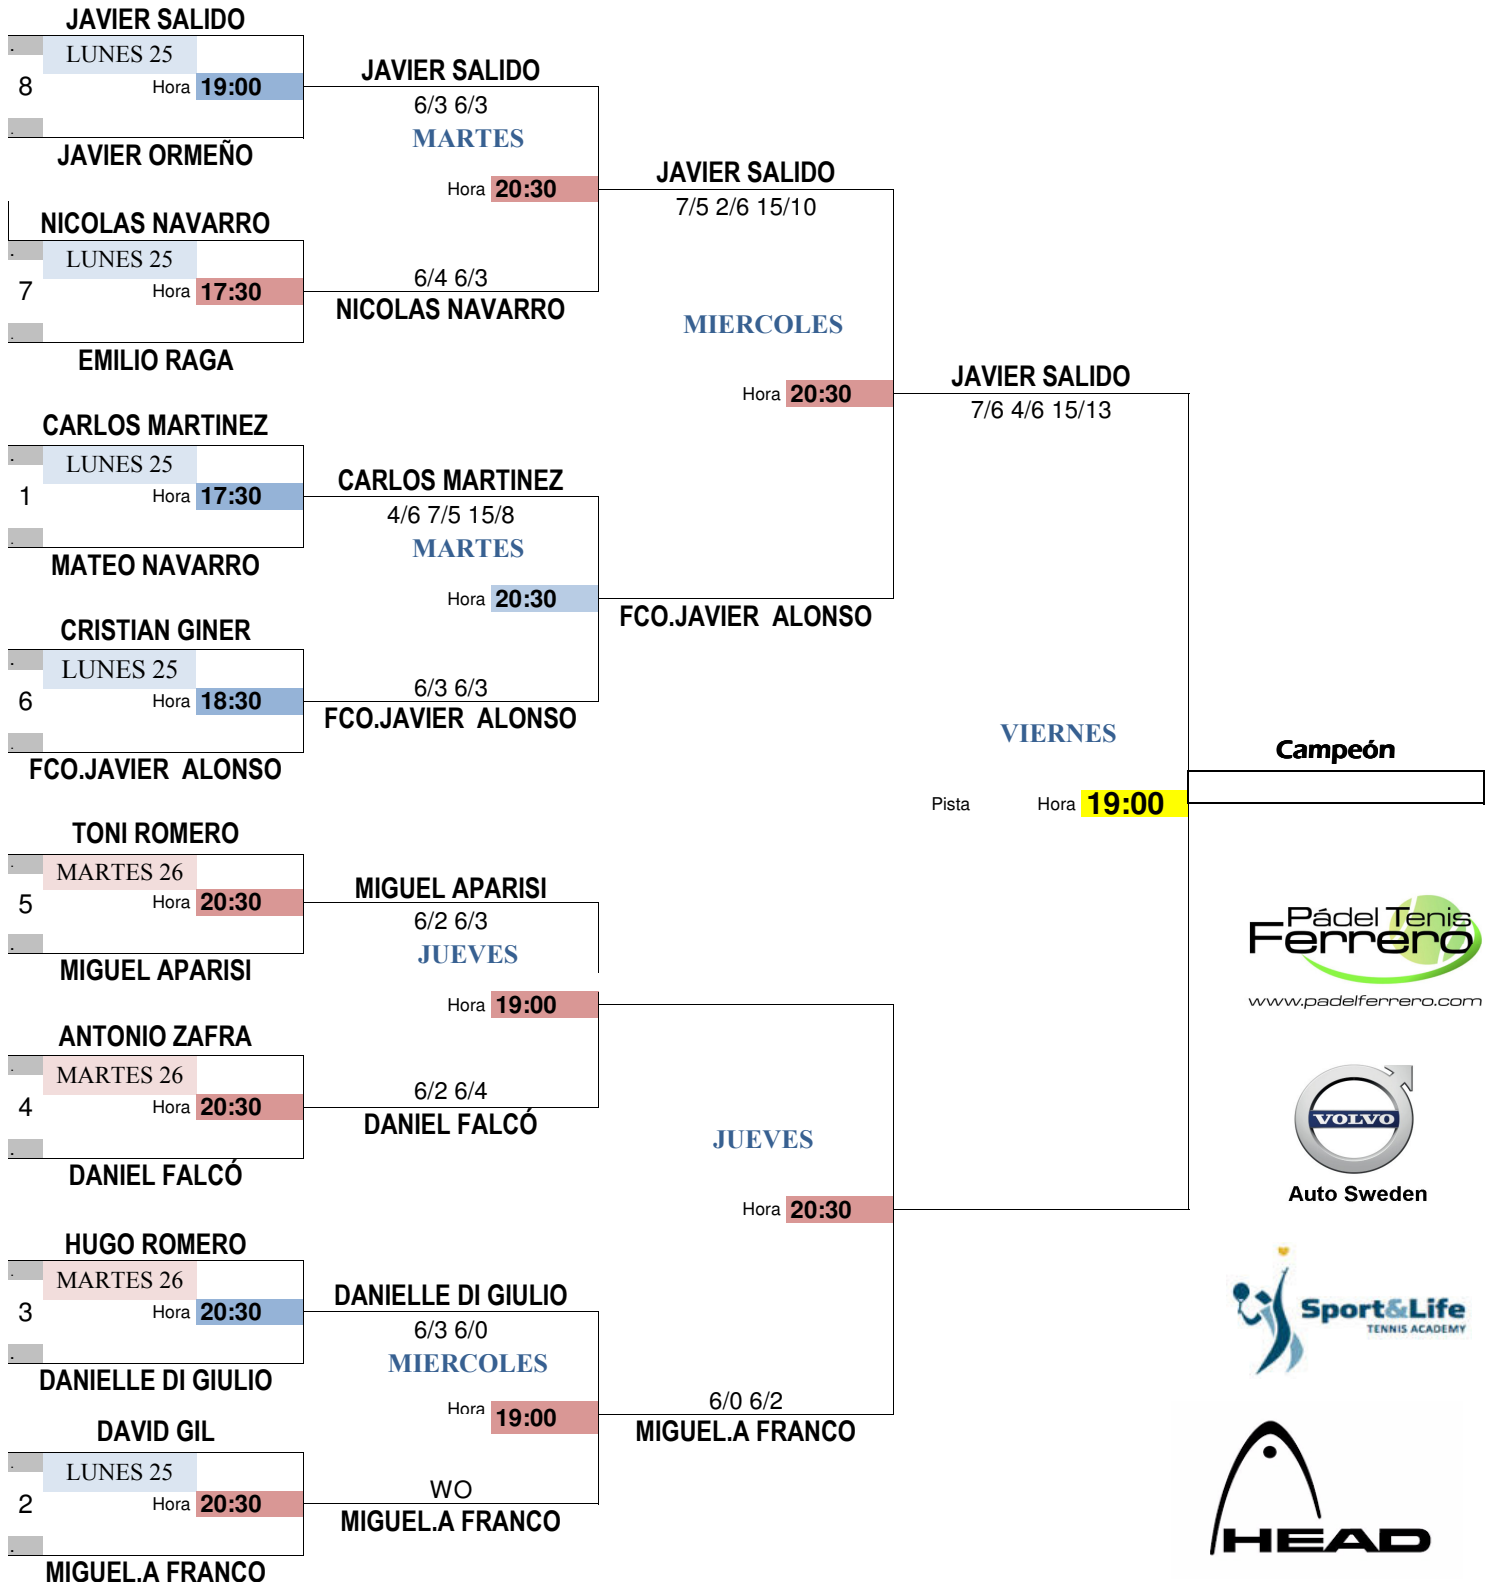 JAVIER SALIDO
LUNES 25
8
Hora 19:00
JAVIER ORMEÑO
JAVIER SALIDO
6/3 6/3
MARTES
Hora 20:30
NICOLAS NAVARRO
LUNES 25
7
Hora 17:30
EMILIO RAGA
6/4 6/3
NICOLAS NAVARRO
JAVIER SALIDO
7/5 2/6 15/10
MIERCOLES
Hora 20:30
CARLOS MARTINEZ
LUNES 25
1
Hora 17:30
MATEO NAVARRO
CARLOS MARTINEZ
4/6 7/5 15/8
MARTES
Hora 20:30
CRISTIAN GINER
LUNES 25
6
Hora 18:30
FCO.JAVIER ALONSO
6/3 6/3
FCO.JAVIER ALONSO
FCO.JAVIER ALONSO
JAVIER SALIDO
7/6 4/6 15/13
VIERNES
Pista Hora 19:00
Campeón
TONI ROMERO
MARTES 26
5
Hora 20:30
MIGUEL APARISI
MIGUEL APARISI
6/2 6/3
JUEVES
Hora 19:00
ANTONIO ZAFRA
MARTES 26
4
Hora 20:30
DANIEL FALCÓ
6/2 6/4
DANIEL FALCÓ
JUEVES
Hora 20:30
HUGO ROMERO
MARTES 26
3
Hora 20:30
DANIELLE DI GIULIO
DANIELLE DI GIULIO
6/3 6/0
MIERCOLES
Hora 19:00
DAVID GIL
LUNES 25
2
Hora 20:30
MIGUEL.A FRANCO
WO
MIGUEL.A FRANCO
6/0 6/2
MIGUEL.A FRANCO
Pádel Tenis
Ferrero
www.padelferrero.com
VOLVO
Auto Sweden
Sport&Life
TENNIS ACADEMY
HEAD